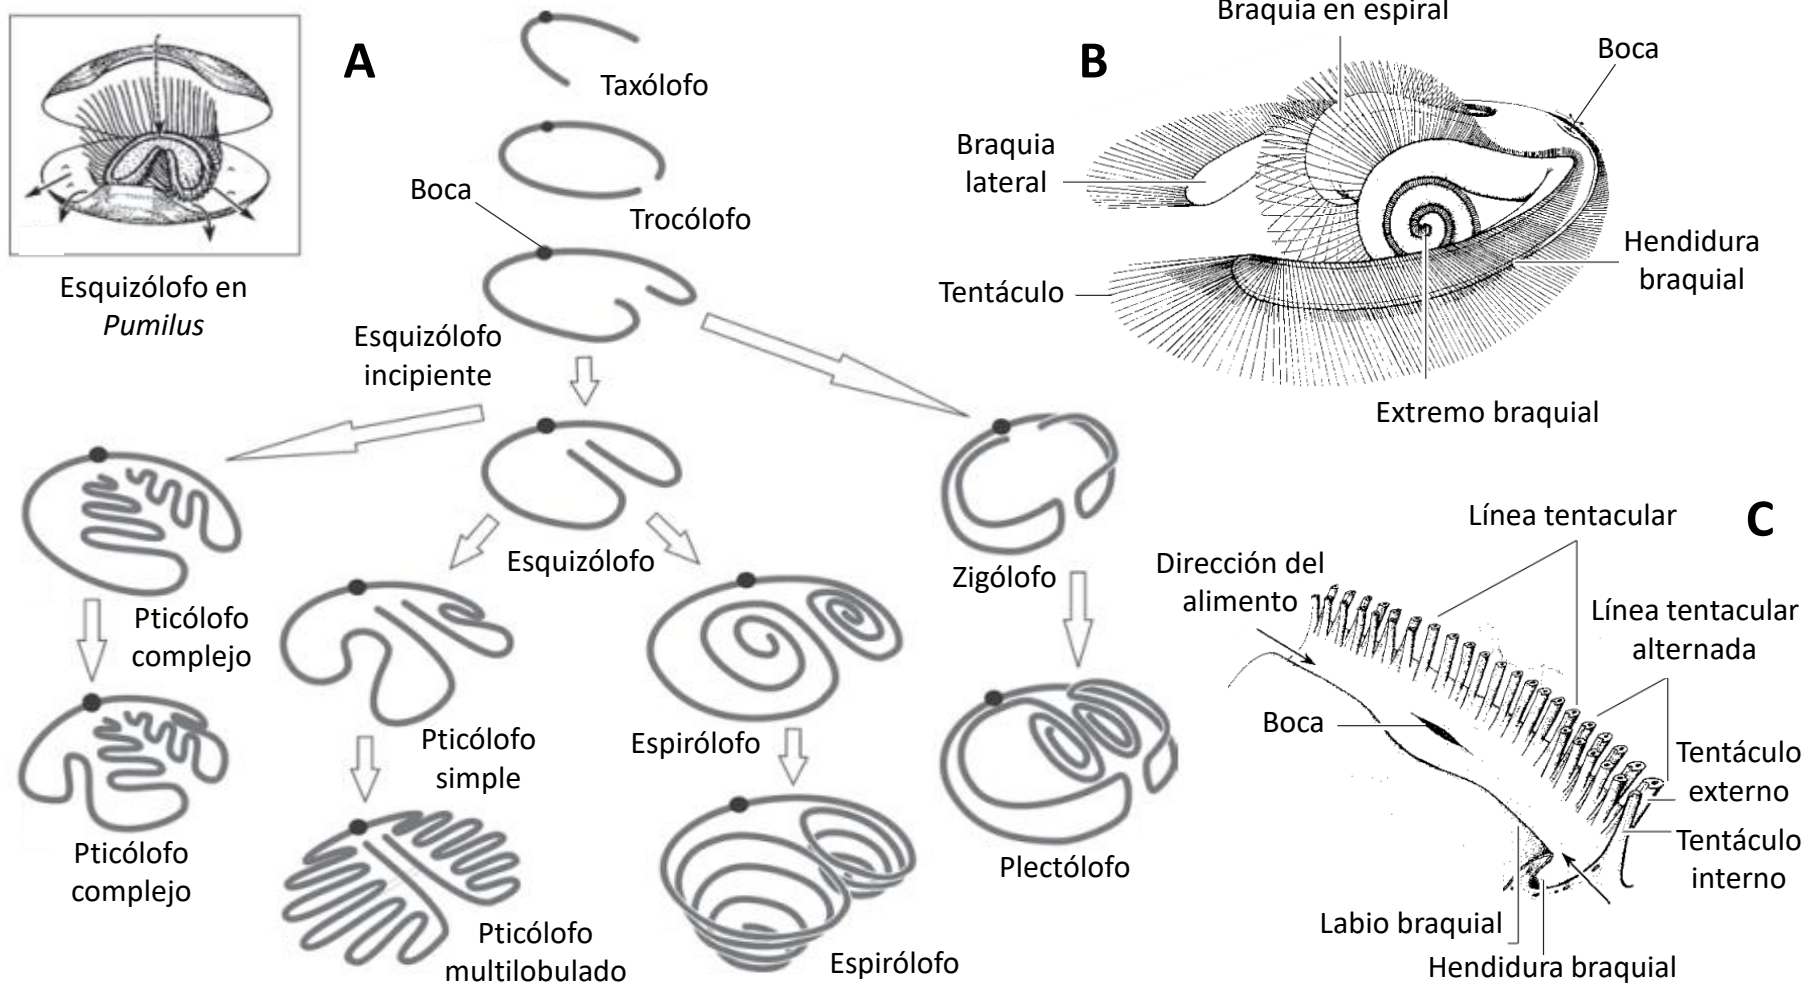 A
Taxólofo
Trocólofo
Boca
Esquizólofo en
Pumilus
Esquizólofo
incipiente
Esquizólofo
Zigólofo
Pticólofo
complejo
Pticólofo
simple
Espirólofo
Pticólofo
complejo
Pticólofo
multilobulado
Espirólofo
Plectólofo
B
Braquia en espiral
Boca
Braquia
lateral
Tentáculo
Hendidura
braquial
Extremo braquial
C
Línea tentacular
Dirección del
alimento
Línea tentacular
alternada
Boca
Tentáculo
externo
Tentáculo
interno
Labio braquial
Hendidura braquial